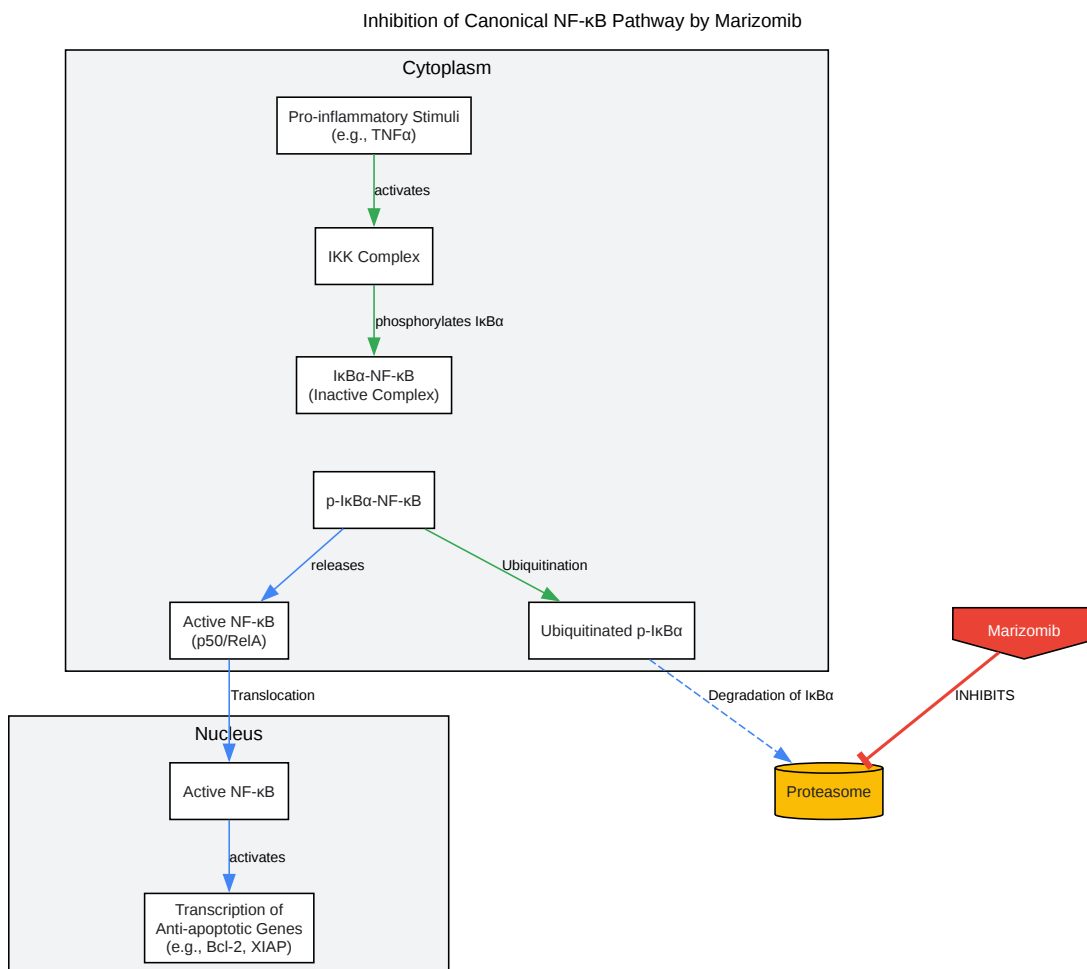 Inhibition of Canonical NF-κB Pathway by Marizomib
Cytoplasm
Pro-inflammatory Stimuli
(e.g., TNFα)
activates
IKK Complex
phosphorylates IκBα
IκBα-NF-κB
(Inactive Complex)
p-IκBα-NF-κB
releases
Ubiquitination
Active NF-κB
(p50/RelA)
Ubiquitinated p-IκBα
Marizomib
Translocation
Degradation of IκBα
INHIBITS
Nucleus
Active NF-κB
Proteasome
activates
Transcription of
Anti-apoptotic Genes
(e.g., Bcl-2, XIAP)